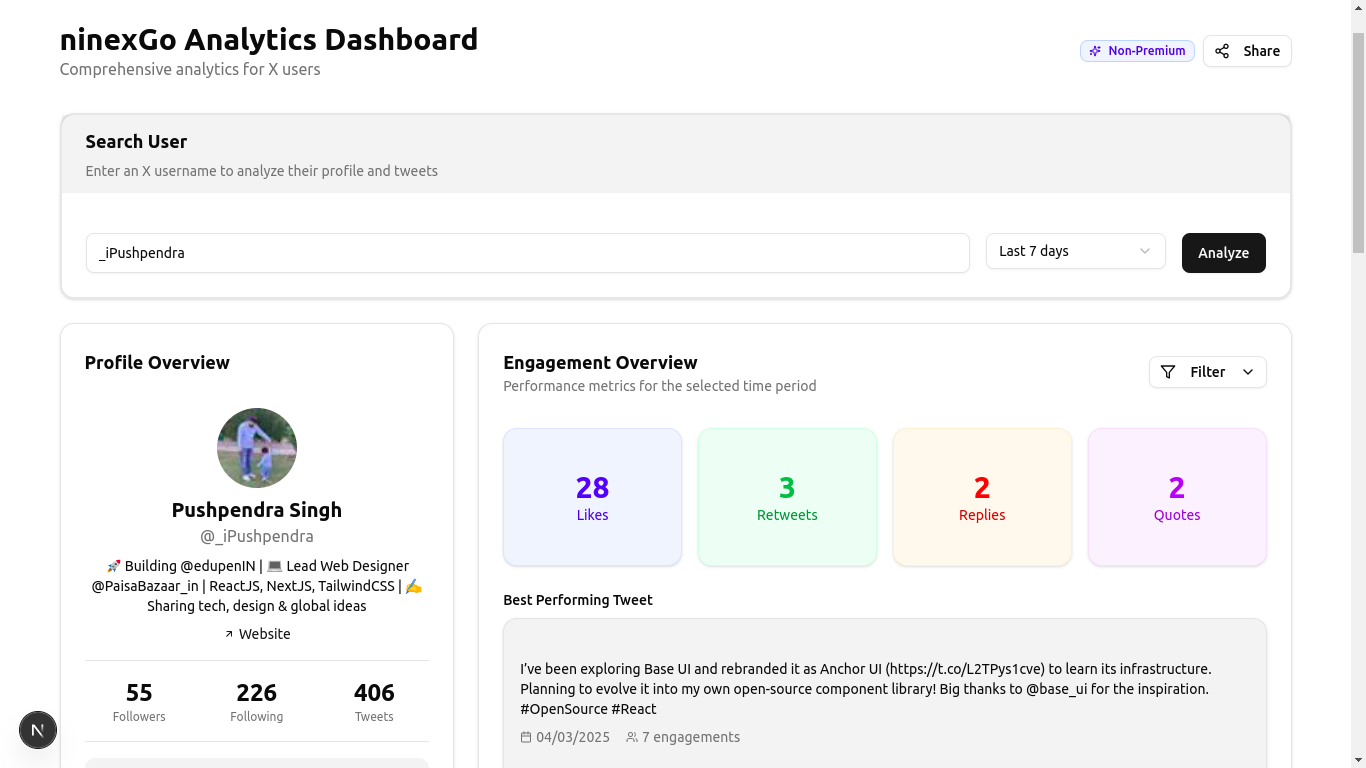 ninexGo Analytics Dashboard
Comprehensive analytics for X users
Non-Premium
Share
Search User
Enter an X username to analyze their profile and tweets
_iPushpendra
Last 7 days
Analyze
Profile Overview
Pushpendra Singh
@_iPushpendra
🚀 Building @edupenIN | 💻 Lead Web Designer
@PaisaBazaar_in | ReactJS, NextJS, TailwindCSS | ✍️
Sharing tech, design & global ideas
Website
55
Followers
226
Following
406
Tweets
N
Engagement Overview
Performance metrics for the selected time period
Filter
28
Likes
3
Retweets
2
Replies
2
Quotes
Best Performing Tweet
I’ve been exploring Base UI and rebranded it as Anchor UI (https://t.co/L2TPys1cve) to learn its infrastructure.
Planning to evolve it into my own open-source component library! Big thanks to @base_ui for the inspiration.
#OpenSource #React
04/03/2025
7 engagements